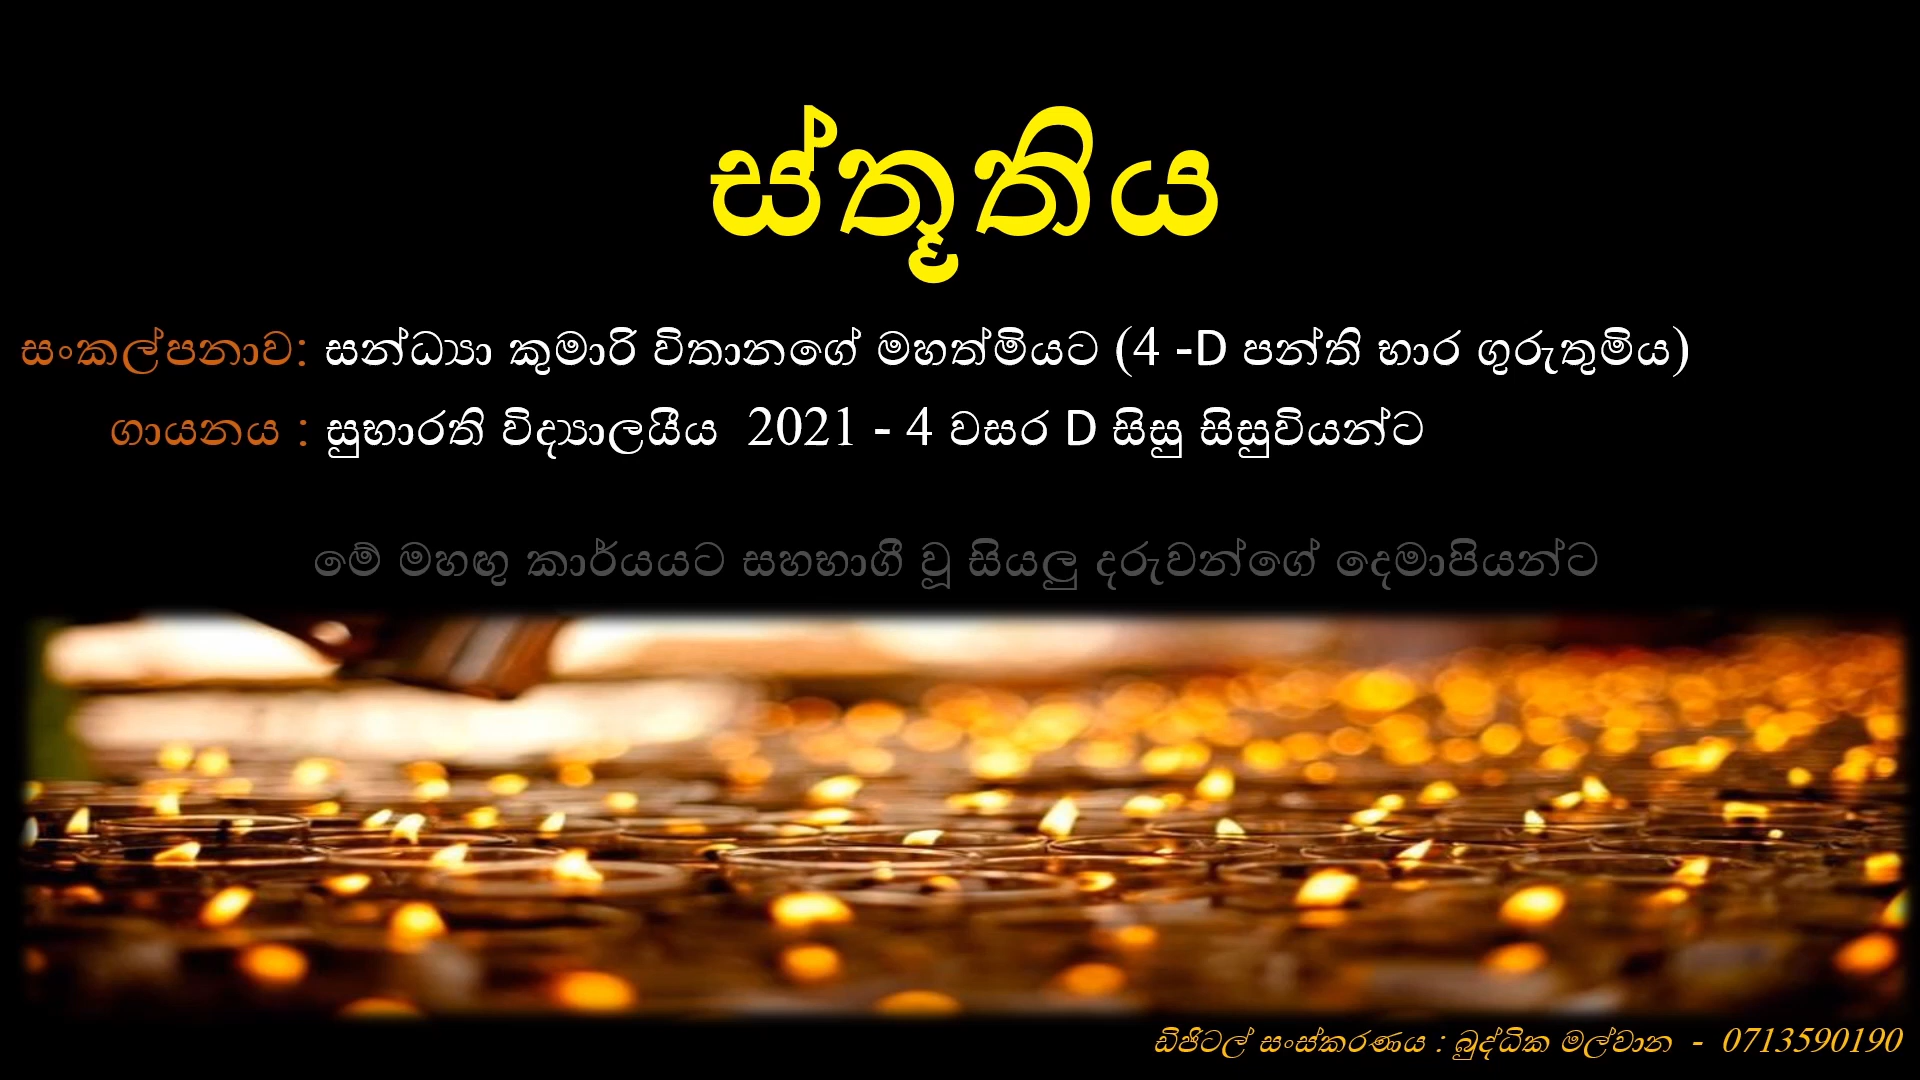 ස්තූතිය
සංකල්පනාව: සන්ධ්‍යා කුමාරි විතානගේ මහත්මියට (4 -D පන්ති භාර ගුරුතුමිය)
ගායනය : සුභාරති විද්‍යාලයීය 2021 - 4 වසර D සිසු සිසුවියන්ට
මේ මහඟු කාර්යයට සහභාගී වූ සියලු දරුවන්ගේ දෙමාපියන්ට
ඩිජිටල් සංස්කරණය : බුද්ධික මල්වාන - 0713590190